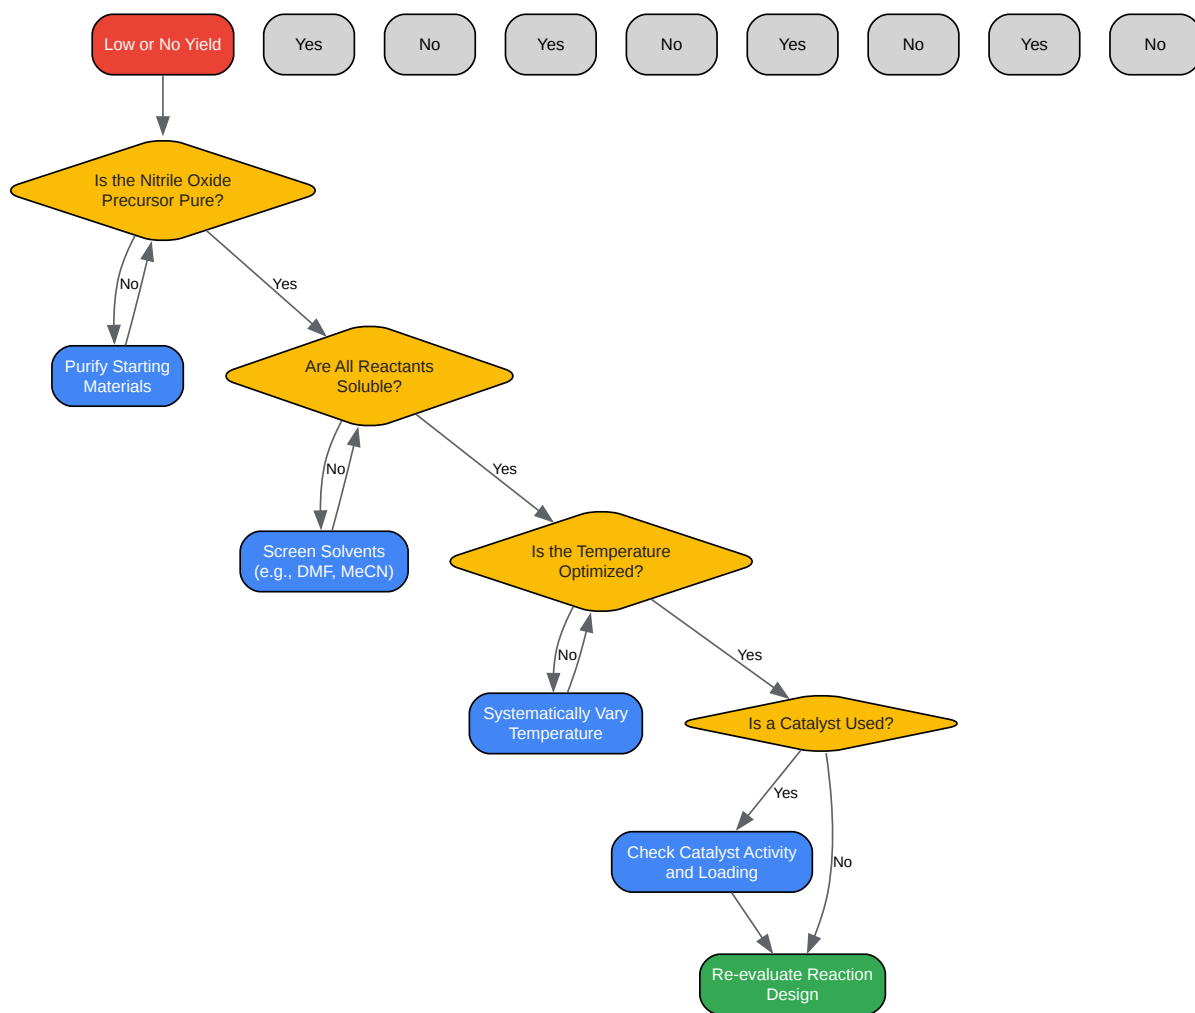 Low or No Yield
Yes
No
Yes
No
Yes
No
Yes
No
Is the Nitrile Oxide
Precursor Pure?
No
Yes
Purify Starting
Materials
Are All Reactants
Soluble?
No
Yes
Screen Solvents
(e.g., DMF, MeCN)
Is the Temperature
Optimized?
No
Yes
Systematically Vary
Temperature
Is a Catalyst Used?
Yes
No
Check Catalyst Activity
and Loading
Re-evaluate Reaction
Design